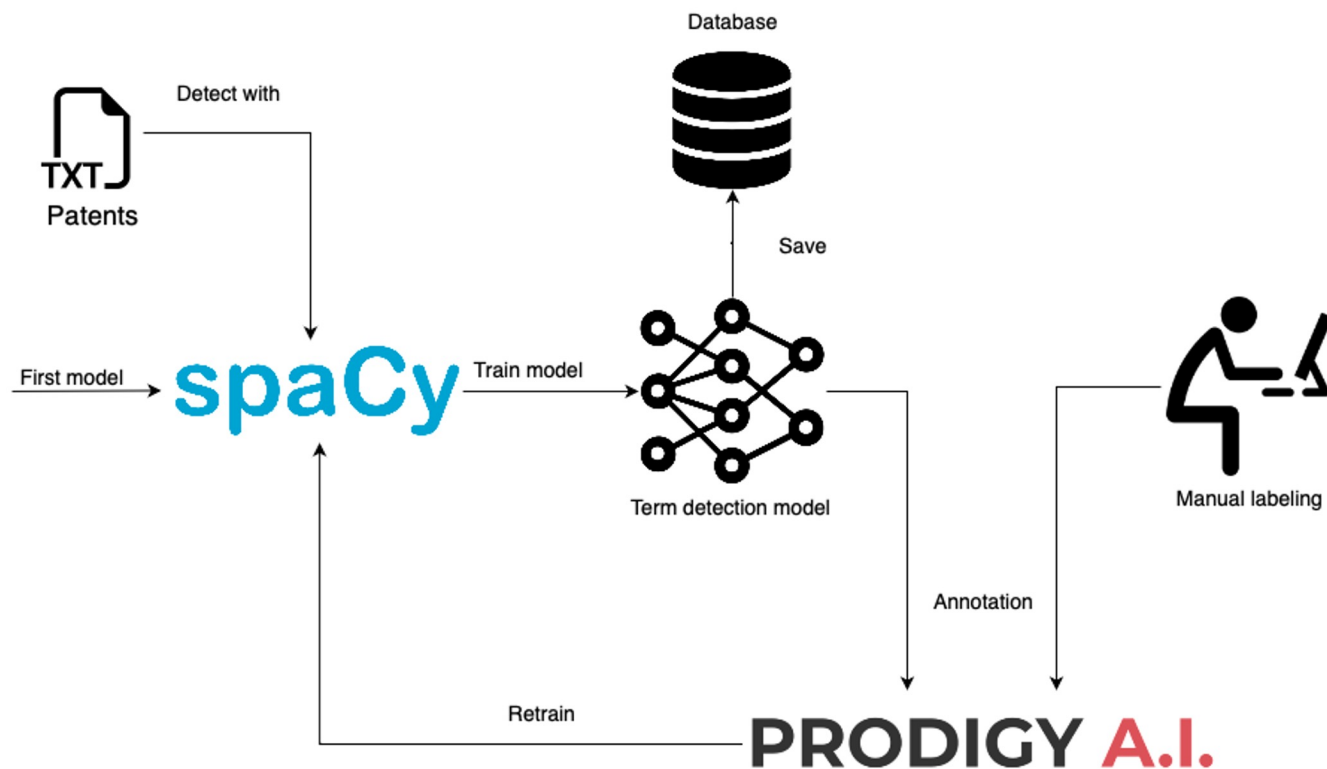 Database
Detect with
TXT
Patents
Save
First model
spaCy
Train model
Term detection model
Manual labeling
Annotation
Retrain
PRODIGY A.I.